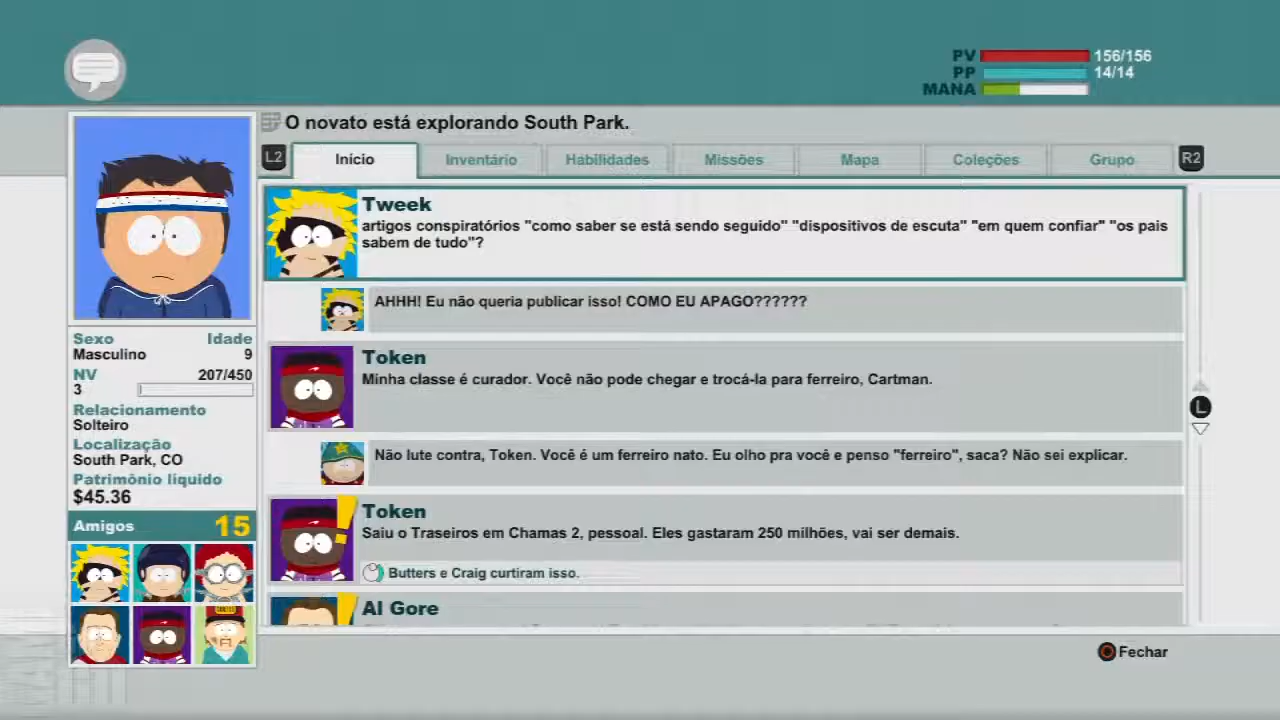 PV 156/156
PP 14/14
MANA
O novato está explorando South Park.
L2 Início Inventário Habilidades Missões Mapa Coleções Grupo R2
Tweek
artigos conspiratórios "como saber se está sendo seguido" "dispositivos de escuta" "em quem confiar" "os pais
sabem de tudo"?
AHHH! Eu não queria publicar isso! COMO EU APAGO??????
Token
Minha classe é curador. Você não pode chegar e trocá-la para ferreiro, Cartman.
Não lute contra, Token. Você é um ferreiro nato. Eu olho pra você e penso "ferreiro", saca? Não sei explicar.
Token
Saiu o Traseiros em Chamas 2, pessoal. Eles gastaram 250 milhões, vai ser demais.
Butters e Craig curtiram isso.
Al Gore
Sexo Idade
Masculino 9
NV 207/450
3
Relacionamento
Solteiro
Localização
South Park, CO
Patrimônio líquido
$45.36
Amigos 15
L
Fechar